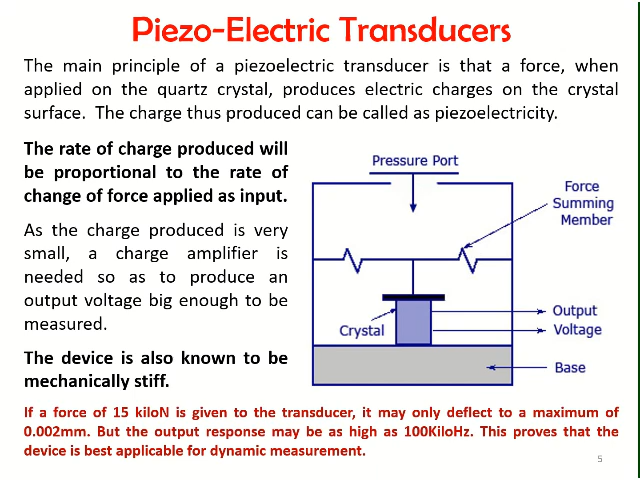 Piezo-Electric Transducers
The main principle of a piezoelectric transducer is that a force, when
applied on the quartz crystal, produces electric charges on the crystal
surface. The charge thus produced can be called as piezoelectricity.
The rate of charge produced will
be proportional to the rate of
change of force applied as input.
As the charge produced is very
small, a charge amplifier is
needed so as to produce an
output voltage big enough to be
measured.
The device is also known to be
mechanically stiff.
Pressure Port
Force
Summing
Member
Crystal
Output
Voltage
Base
If a force of 15 kiloN is given to the transducer, it may only deflect to a maximum of
0.002mm. But the output response may be as high as 100KiloHz. This proves that the
device is best applicable for dynamic measurement.
5